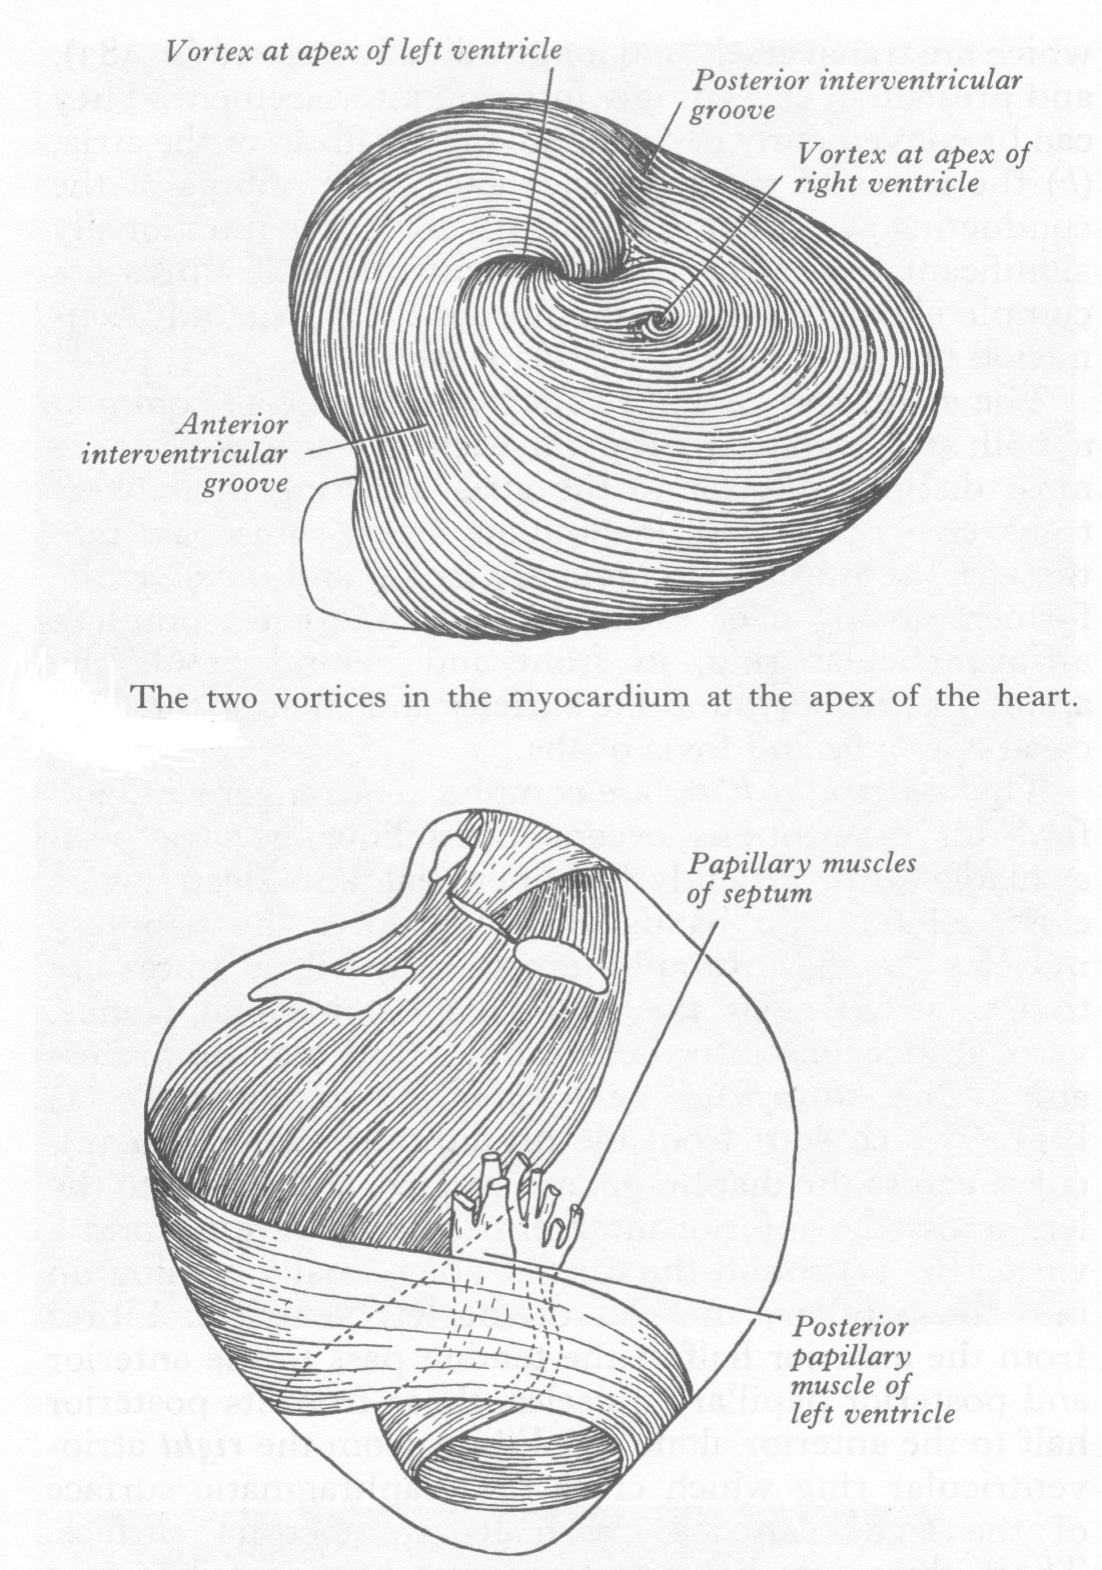 Vortex at apex of left ventricle
Posterior interventricular
groove
Vortex at apex of
right ventricle
Anterior
interventricular
groove
The two vortices in the myocardium at the apex of the heart.
Papillary muscles
of septum
Posterior
papillary
muscle of
left ventricle